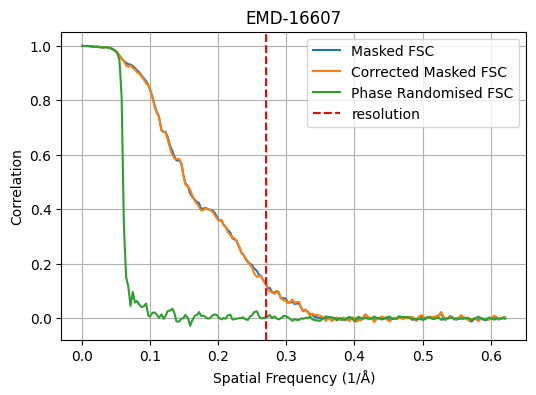 EMD-16607
Masked FSC
Corrected Masked FSC
Phase Randomised FSC
resolution
Correlation
1.0
0.8
0.6
0.4
0.2
0.0
0.0 0.1 0.2 0.3 0.4 0.5 0.6
Spatial Frequency (1/Å)